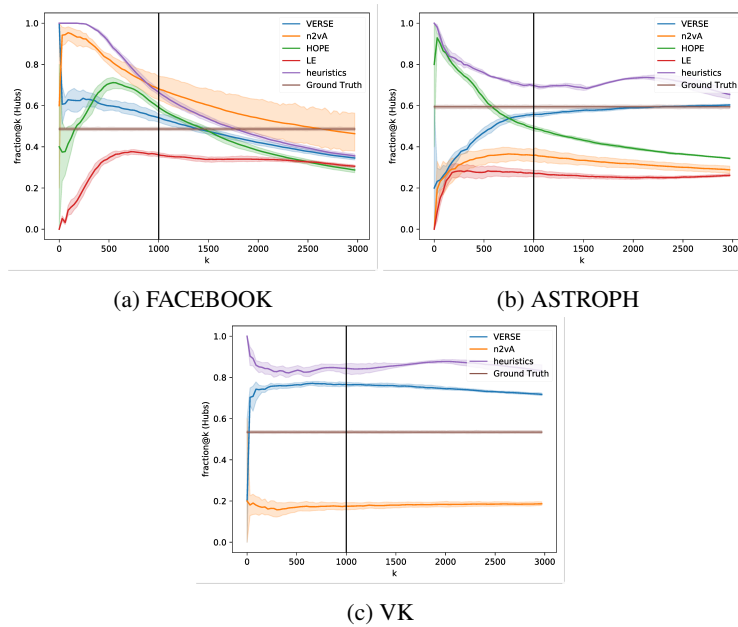 1.0
0.8
0.6
0.4
0.2
0.0
fraction@k (Hubs)
0 500 1000 1500 2000 2500 3000
k
VERSE
n2vA
HOPE
LE
heuristics
Ground Truth
(a) FACEBOOK
1.0
0.8
0.6
0.4
0.2
0.0
fraction@k (Hubs)
0 500 1000 1500 2000 2500 3000
k
VERSE
n2vA
HOPE
LE
heuristics
Ground Truth
(b) ASTROPH
1.0
0.8
0.6
0.4
0.2
0.0
fraction@k (Hubs)
0 500 1000 1500 2000 2500 3000
k
VERSE
n2vA
heuristics
Ground Truth
(c) VK